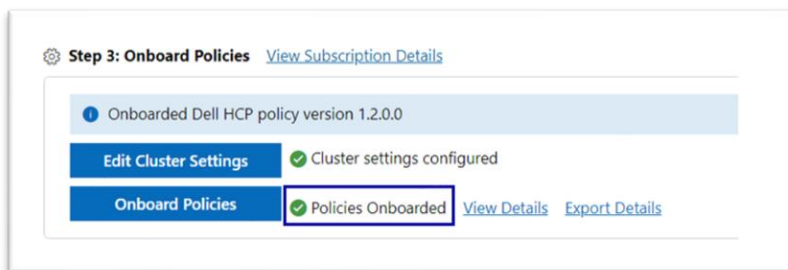 Step 3: Onboard Policies View Subscription Details
Onboarded Dell HCP policy version 1.2.0.0
Edit Cluster Settings Cluster settings configured
Onboard Policies Policies Onboarded View Details Export Details